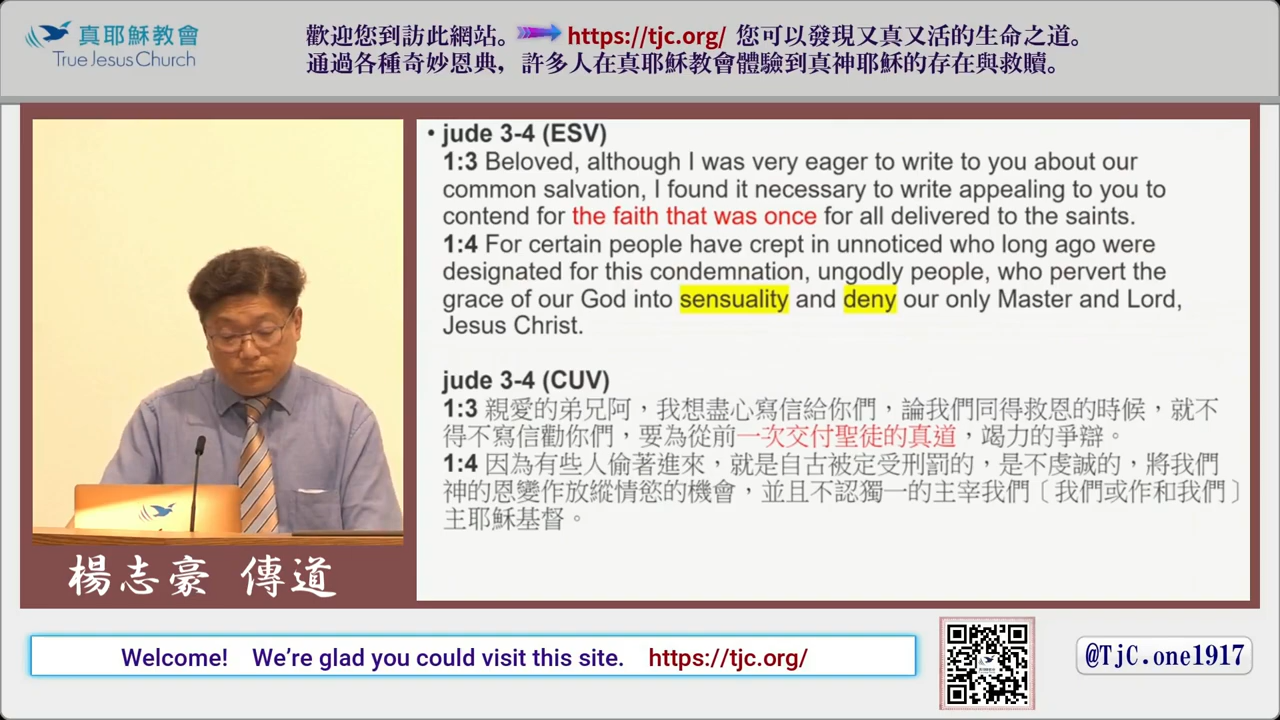 真耶穌教會
True Jesus Church
歡迎您到訪此網站。 https://tjc.org/ 您可以發現又真又活的生命之道。
通過各種奇妙恩典，許多人在真耶穌教會體驗到真神耶穌的存在與救贖。
• jude 3-4 (ESV)
1:3 Beloved, although I was very eager to write to you about our
common salvation, I found it necessary to write appealing to you to
contend for the faith that was once for all delivered to the saints.
1:4 For certain people have crept in unnoticed who long ago were
designated for this condemnation, ungodly people, who pervert the
grace of our God into sensuality and deny our only Master and Lord,
Jesus Christ.
jude 3-4 (CUV)
1:3 親愛的弟兄阿，我想盡心寫信給你們，論我們同得救恩的時候，就不
得不寫信勸你們，要為從前一次交付聖徒的真道，竭力的爭辯。
1:4 因為有些人偷著進來，就是自古被定受刑罰的，是不虔誠的，將我們
神的恩變作放縱情慾的機會，並且不認獨一的主宰我們〔我們或作和我們〕
主耶穌基督。
楊志豪 傳道
Welcome! We’re glad you could visit this site. https://tjc.org/
@TjC.one1917